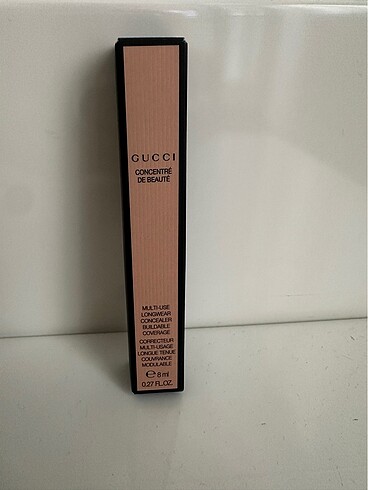 GUCCI
CONCENTRÉ
DE BEAUTÉ
MULTI-USE
LONGWEAR
CONCEALER
BUILDABLE
COVERAGE
CORRECTEUR
MULTI-USAGE
LONGUE TENUE
COUVRANCE
MODULABLE
℮ 8 ml
0.27 FL.OZ.